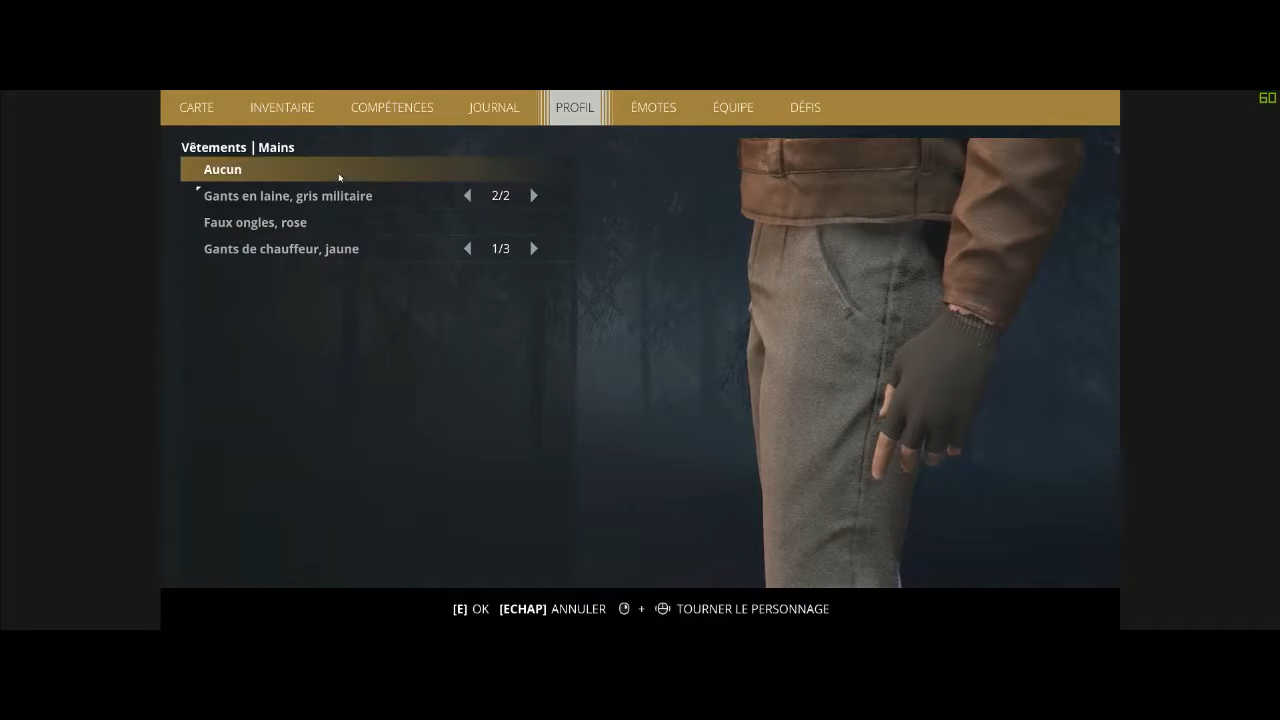 CARTE INVENTAIRE COMPÉTENCES JOURNAL PROFIL ÉMOTES ÉQUIPE DÉFIS
60
Vêtements | Mains
Aucun
Gants en laine, gris militaire 2/2
Faux ongles, rose
Gants de chauffeur, jaune 1/3
[E] OK [ECHAP] ANNULER + TOURNER LE PERSONNAGE